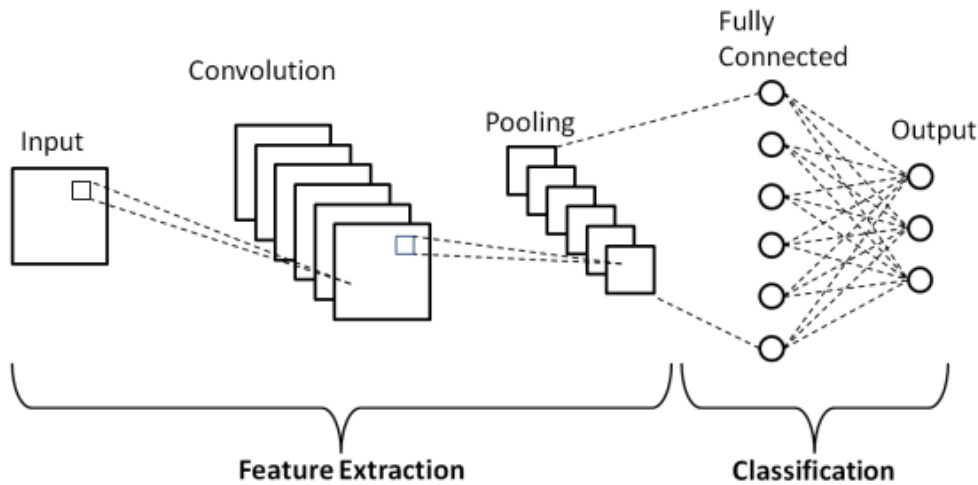 Input
Convolution
Pooling
Fully
Connected
Output
Feature Extraction
Classification